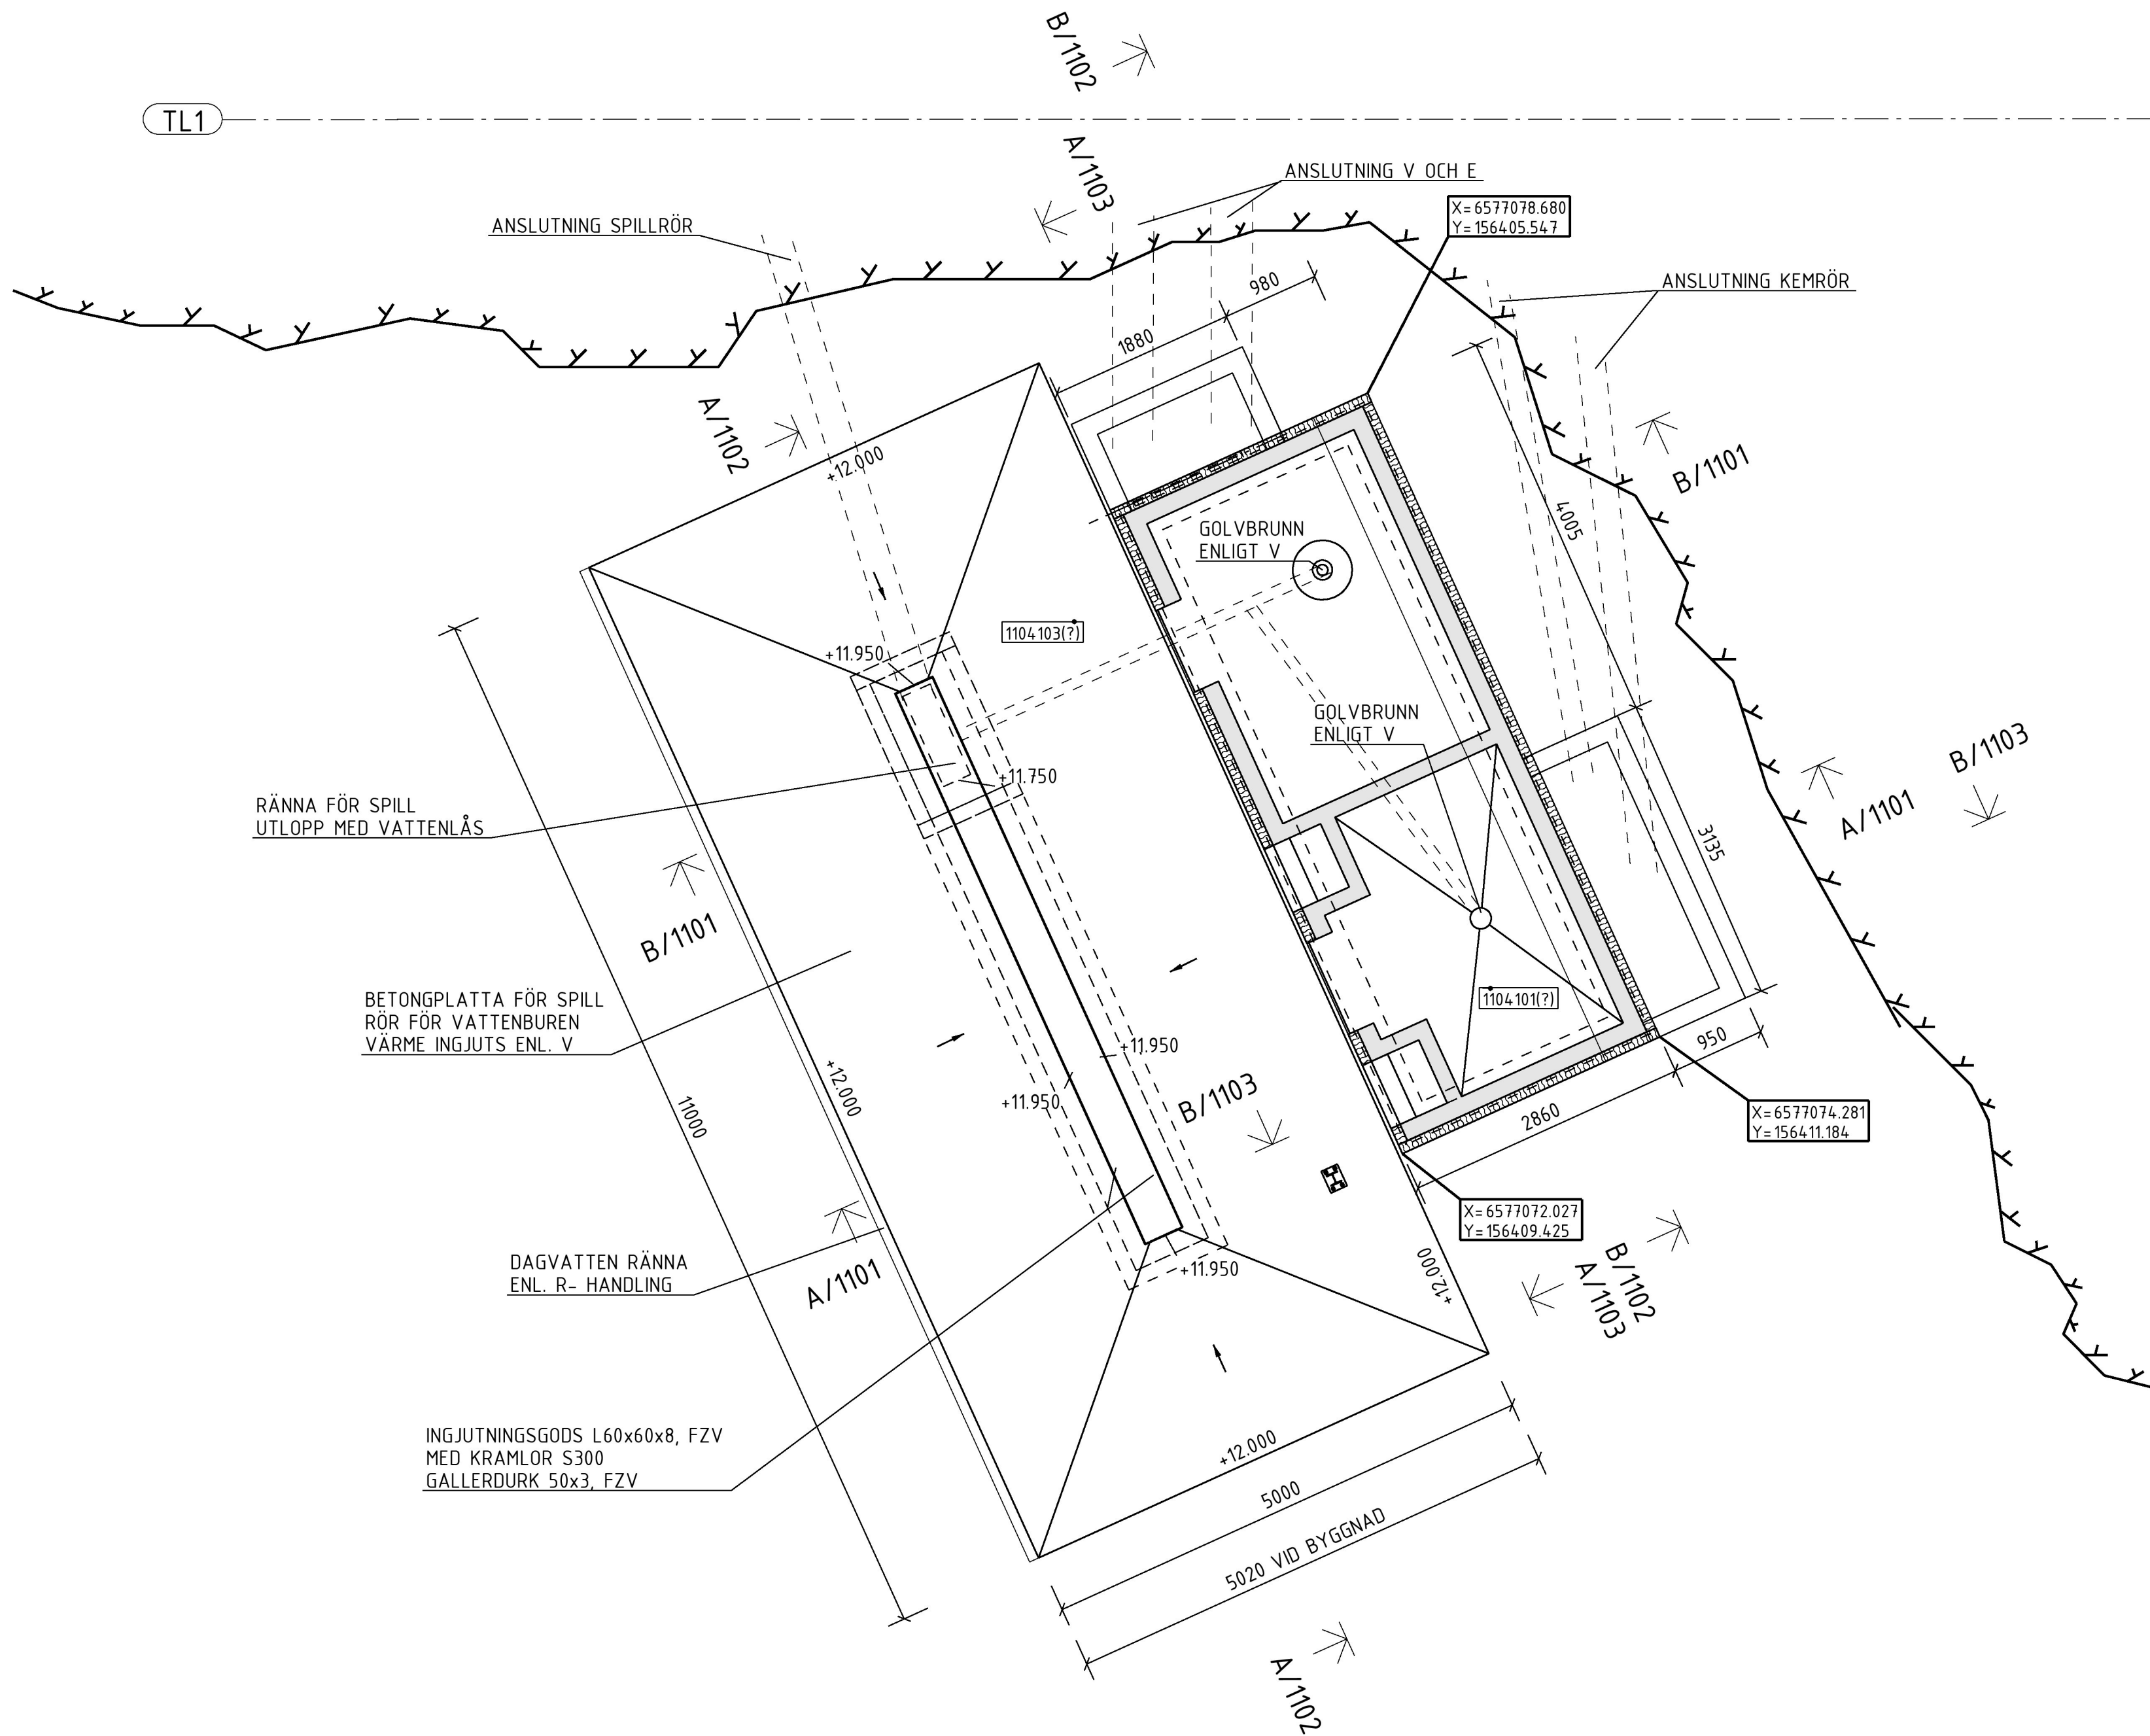 B/1102
TL1
A/1103
ANSLUTNING V OCH E
X=6577078.680
Y=156405.547
ANSLUTNING SPILLRÖR
980
ANSLUTNING KEMRÖR
1880
A/1102
+12.000
B/1101
4005
GOLVBRUNN
ENLIGT V
1104103(?)
+11.950
GOLVBRUNN
ENLIGT V
B/1103
+11.750
RÄNNA FÖR SPILL
UTLOPP MED VATTENLÅS
A/1101
3135
B/1101
1104101(?)
BETONGPLATTA FÖR SPILL
RÖR FÖR VATTENBUREN
VÄRME INGJUTS ENL. V
950
+11.950
+12.000
+11.950
B/1103
11000
2860
X=6577074.281
Y=156411.184
X=6577072.027
Y=156409.425
DAGVATTEN RÄNNA
ENL. R- HANDLING
A/1101
+11.950
+12.000
B/1102
A/1103
INGJUTNINGSGODS L60x60x8, FZV
MED KRAMLOR S300
GALLERDURK 50x3, FZV
+12.000
5000
5020 VID BYGGNAD
A/1102